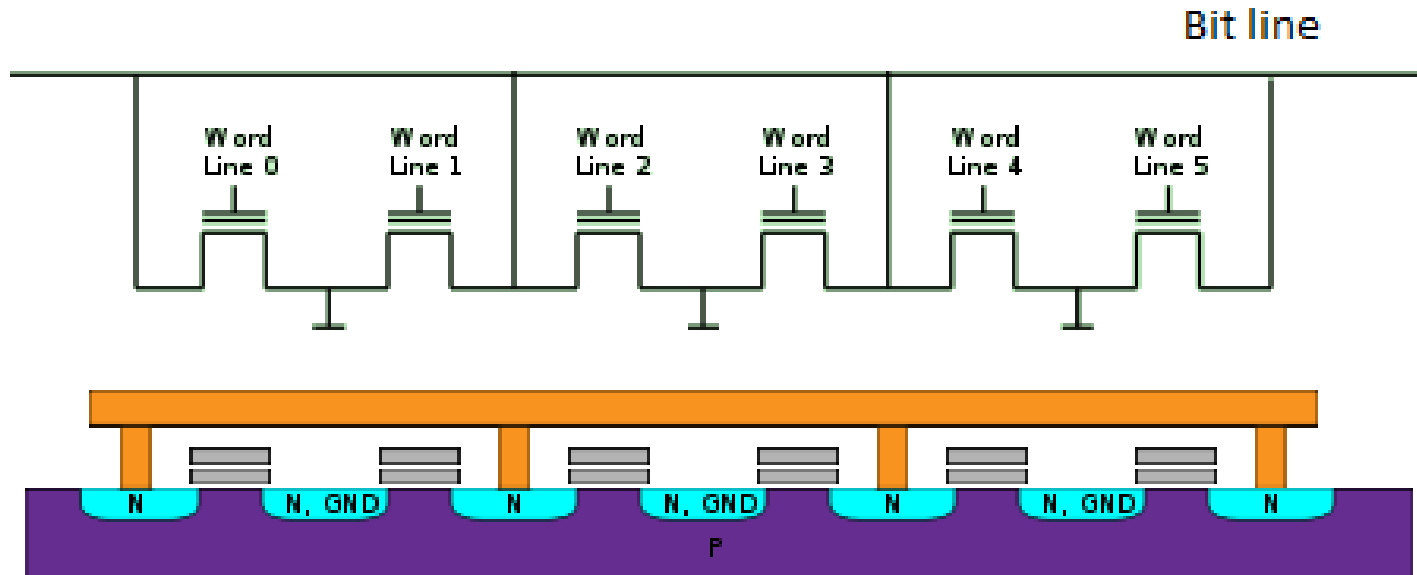 Bit line
Word
Line 0
Word
Line 1
Word
Line 2
Word
Line 3
Word
Line 4
Word
Line 5
N
N, GND
N
N, GND
N
N, GND
N
P